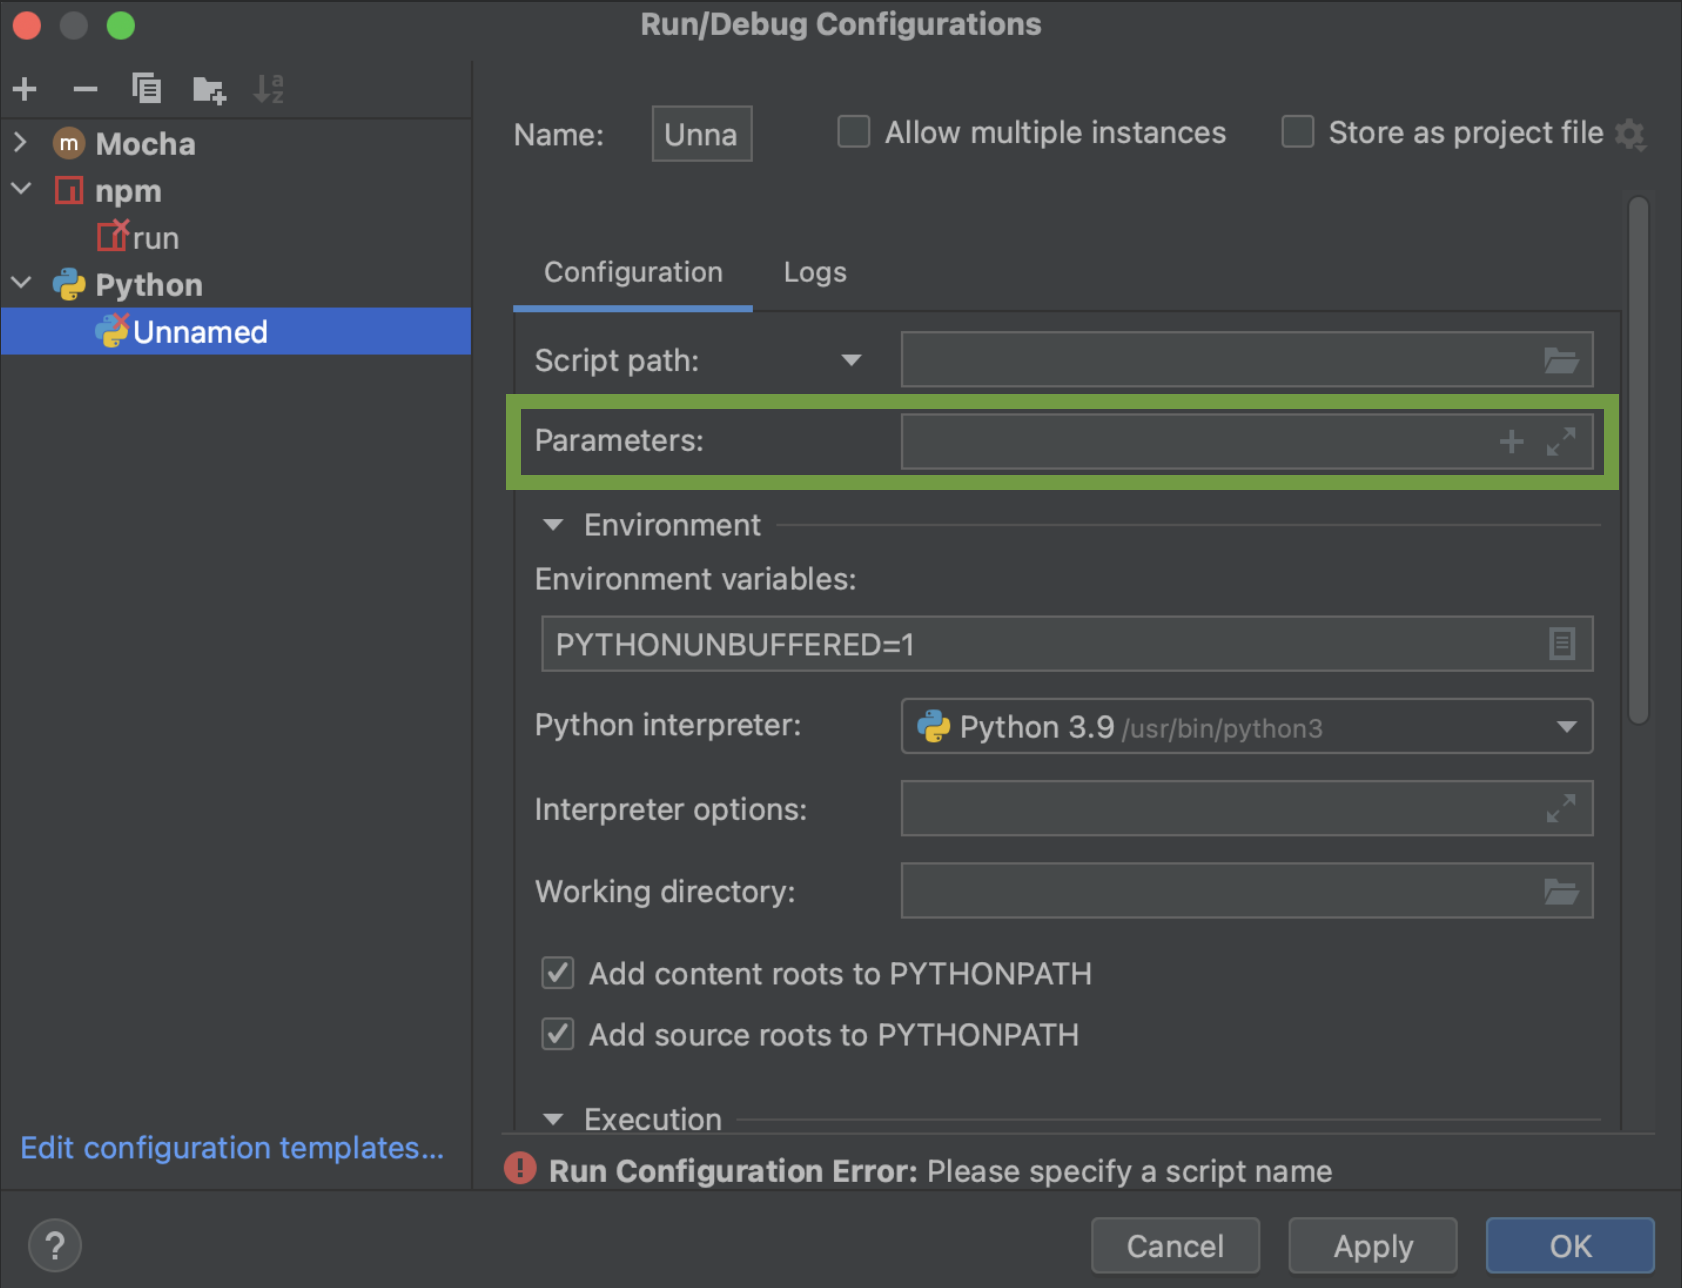 Run/Debug Configurations
Mocha
npm
run
Python
Unnamed
Edit configuration templates...
Name: Unna Allow multiple instances Store as project file
Configuration Logs
Script path:
Parameters:
Environment
Environment variables:
PYTHONUNBUFFERED=1
Python interpreter: Python 3.9 /usr/bin/python3
Interpreter options:
Working directory:
Add content roots to PYTHONPATH
Add source roots to PYTHONPATH
Execution
Run Configuration Error: Please specify a script name
? Cancel Apply OK